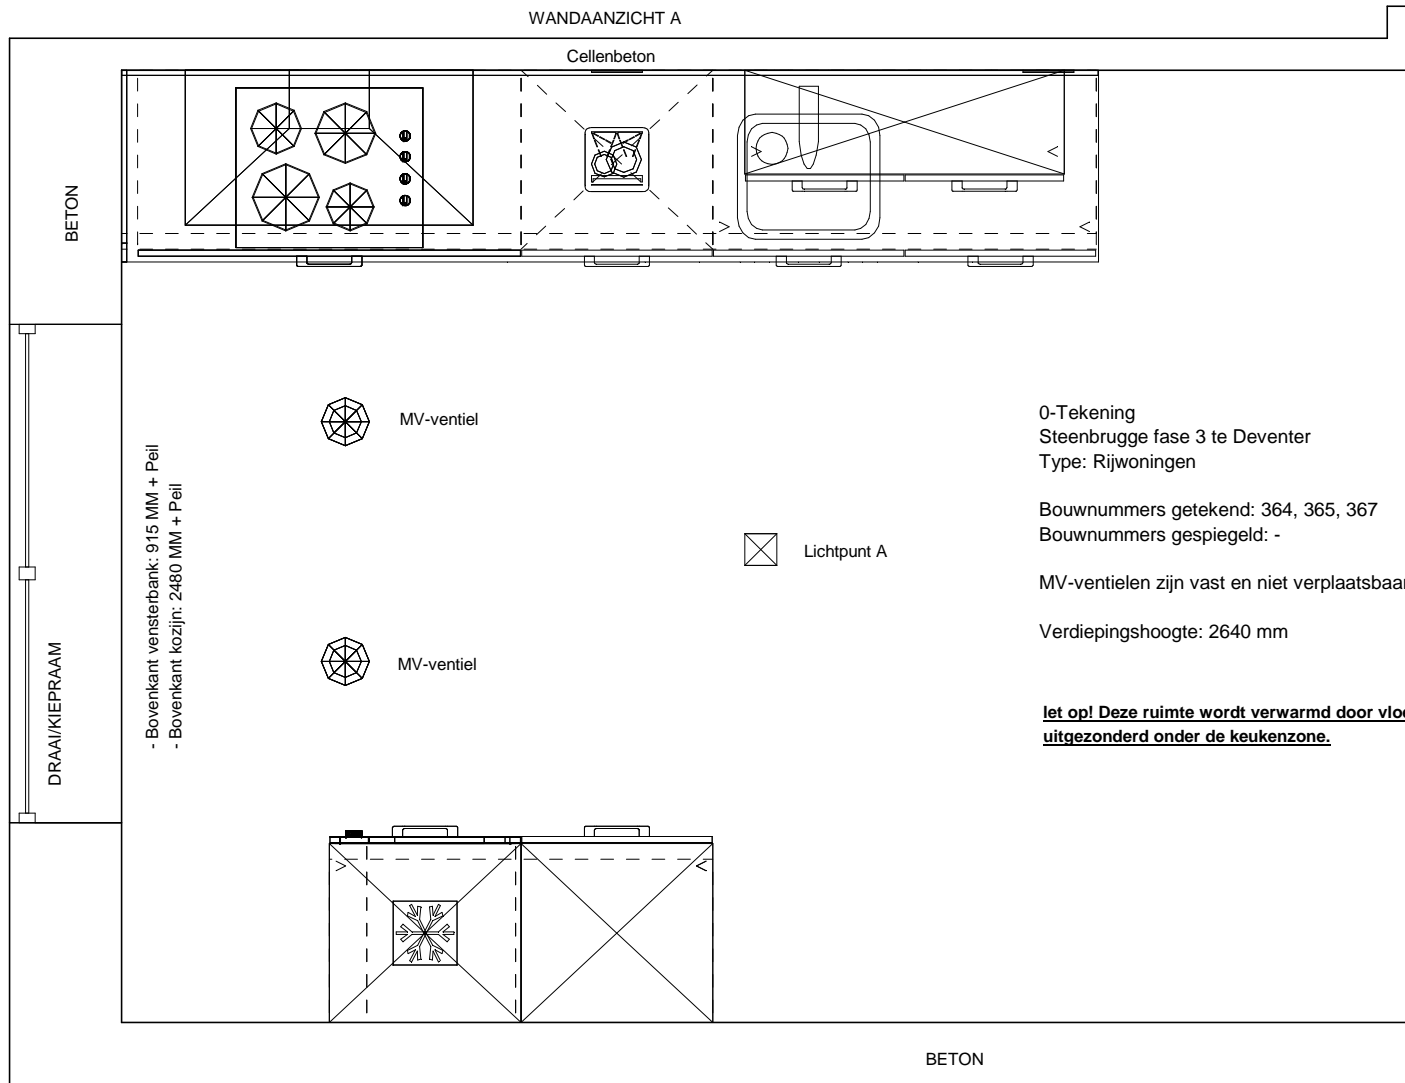 WANDAANZICHT A
Cellenbeton
BETON
MV-ventiel
0-Tekening
Steenbrugge fase 3 te Deventer
Type: Rijwoningen
Bouwnummers getekend: 364, 365, 367
Bouwnummers gespiegeld: -
Lichtpunt A
MV-ventielen zijn vast en niet verplaatsbaar
Verdiepingshoogte: 2640 mm
MV-ventiel
- Bovenkant vensterbank: 915 MM + Peil
- Bovenkant kozijn: 2480 MM + Peil
DRAAI/KIEPRAAM
let op! Deze ruimte wordt verwarmd door vloe
uitgezonderd onder de keukenzone.
BETON